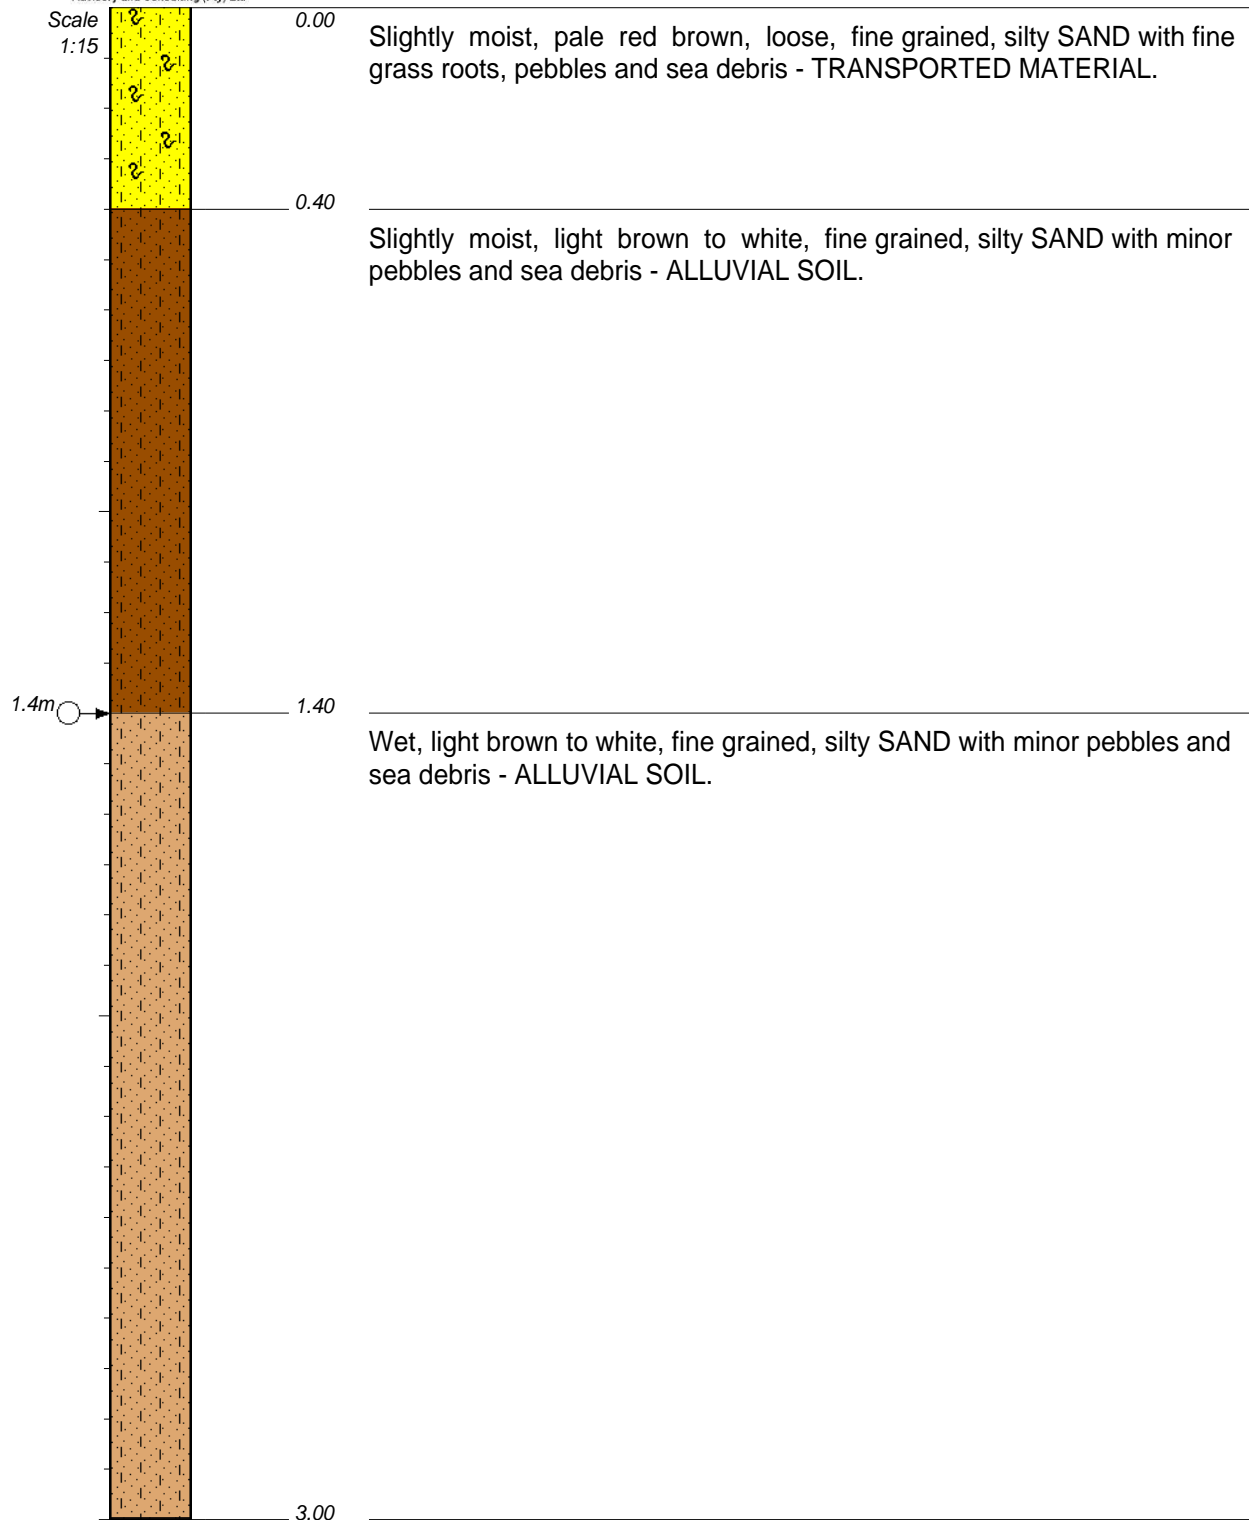 Scale
1:15
0.00
Slightly moist, pale red brown, loose, fine grained, silty SAND with fine
grass roots, pebbles and sea debris - TRANSPORTED MATERIAL.
0.40
Slightly moist, light brown to white, fine grained, silty SAND with minor
pebbles and sea debris - ALLUVIAL SOIL.
1.4m
1.40
Wet, light brown to white, fine grained, silty SAND with minor pebbles and
sea debris - ALLUVIAL SOIL.
3.00